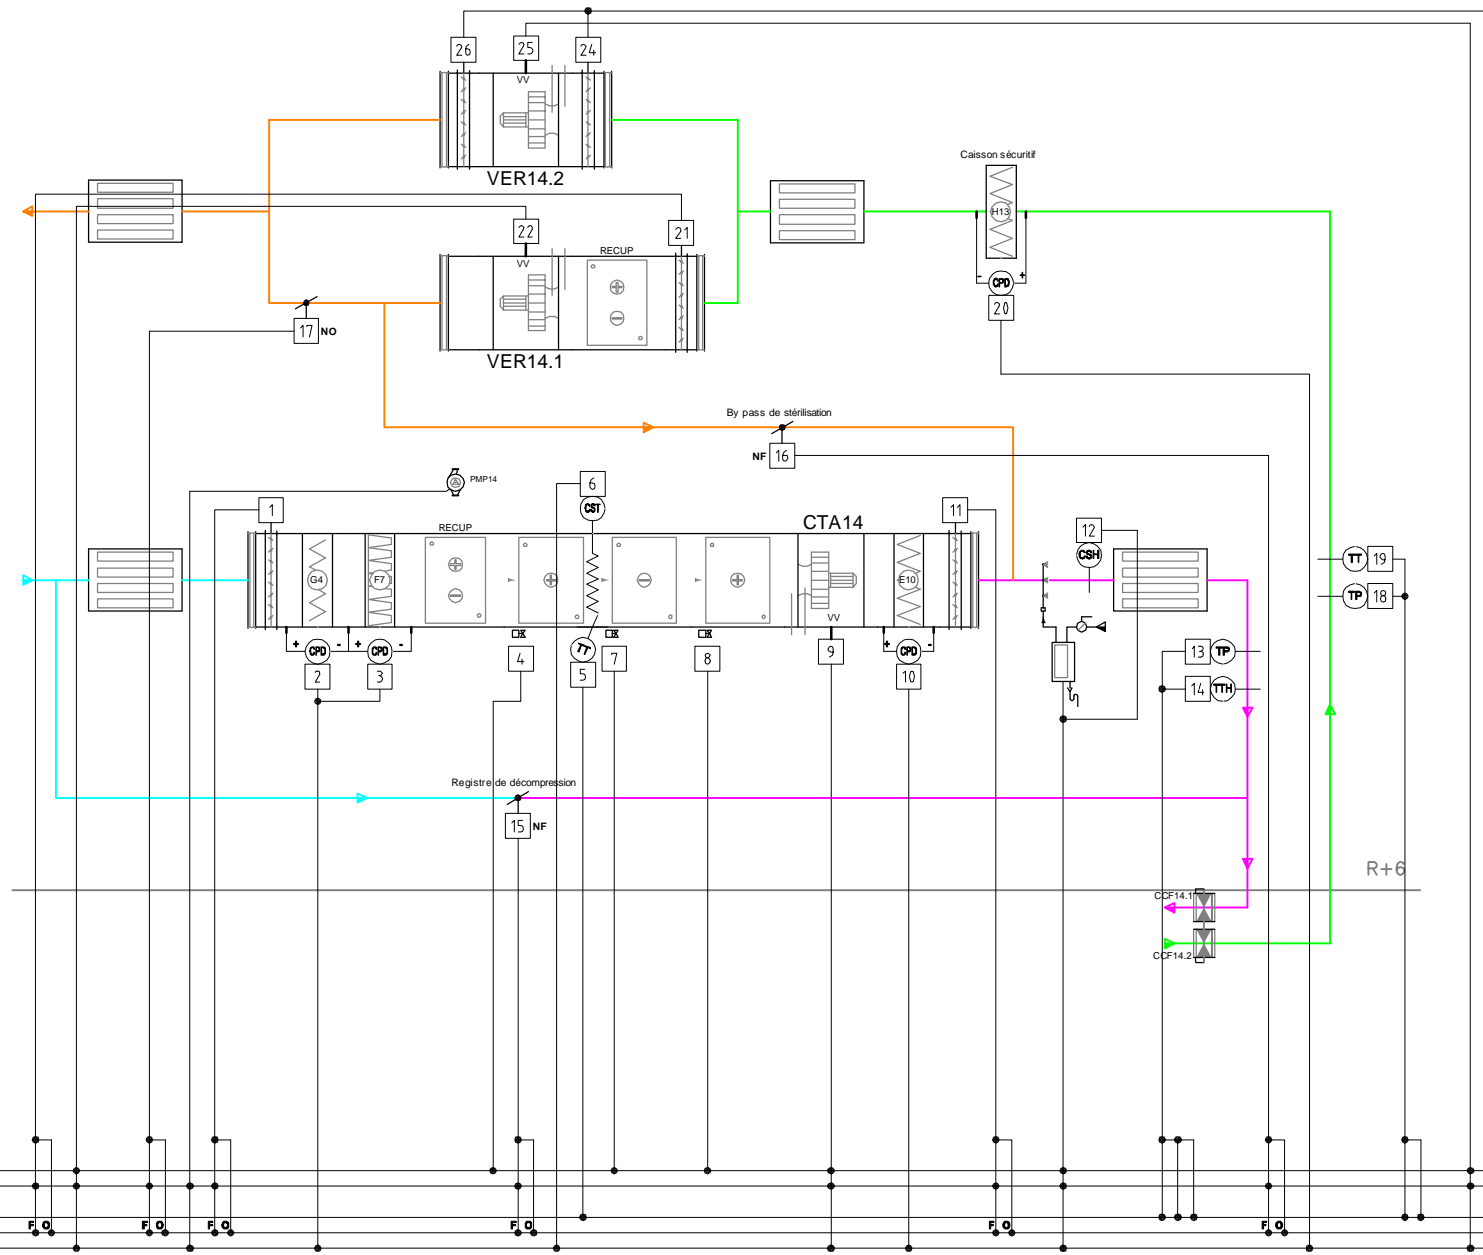 26
25
24
VV
VER14.2
Caisson sécuritif
H13
- +
CPD
20
22
21
VV
RECUP
VER14.1
17 NO
By pass de stérilisation
NF 16
PMP14
6
CST
1
RECUP
CTA14
11
12
CSH
G4
F7
E10
VV
TT 19
TP 18
+ CPD - + CPD -
2
3
4
TT
5
7
8
9
+ CPD -
10
13 TP
14 TTH
Registre de décompression
15 NF
R+6
CCF14.1
CCF14.2
F O
F O
F O
F O
F O
F O